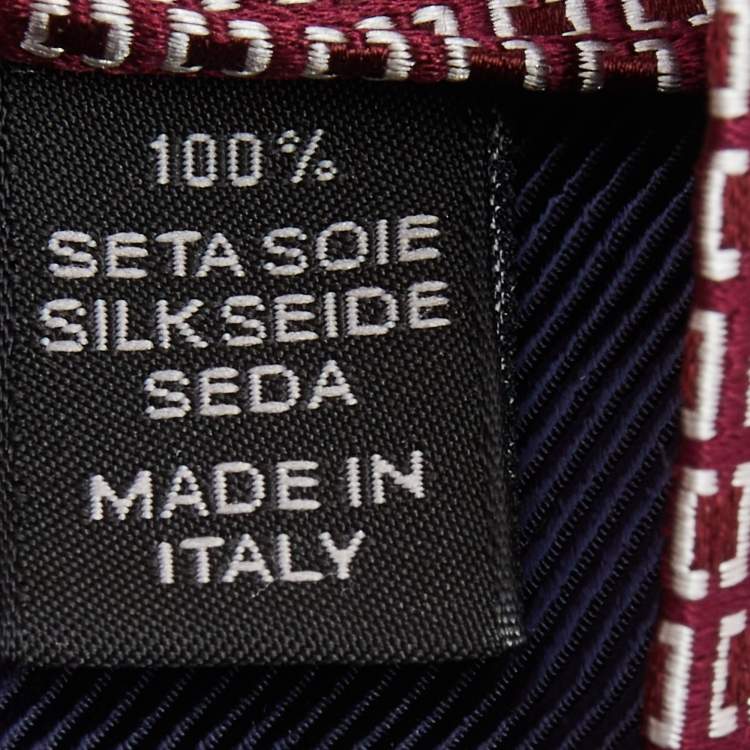 100%
SETA SOIE
SILK SEIDE
SEDA
MADE IN
ITALY